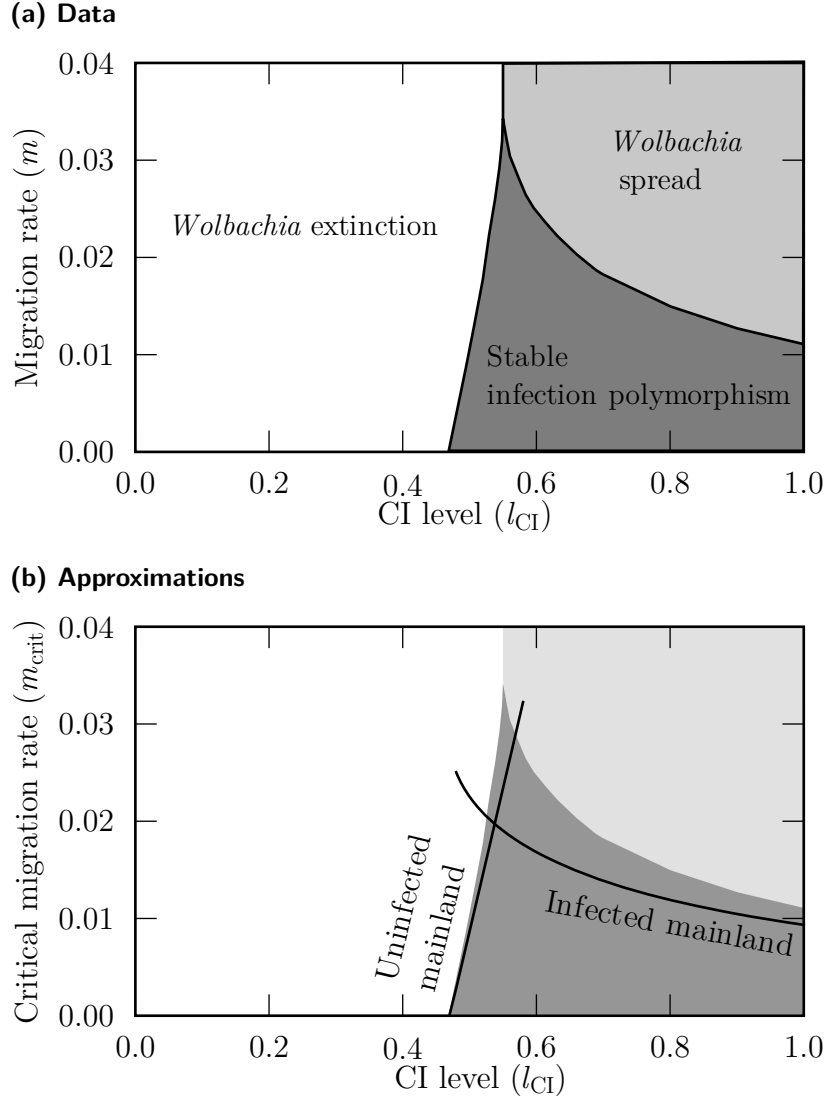 (a) Data
0.04
0.03
0.02
0.01
0.00
Migration rate (m)
Wolbachia
spread
Wolbachia extinction
Stable
infection polymorphism
0.0 0.2 0.4 0.6 0.8 1.0
CI level (lCI)
(b) Approximations
0.04
0.03
0.02
0.01
0.00
Critical migration rate (mcrit)
Uninfected
mainland
Infected mainland
0.0 0.2 0.4 0.6 0.8 1.0
CI level (lCI)